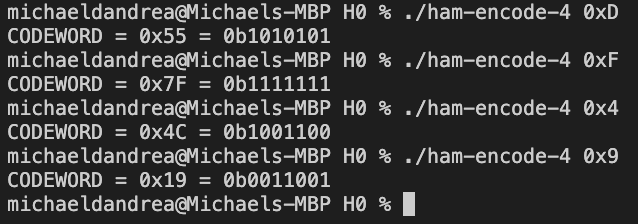 michaeldandrea@Michaels-MBP H0 % ./ham-encode-4 0xD
CODEWORD = 0x55 = 0b1010101
michaeldandrea@Michaels-MBP H0 % ./ham-encode-4 0xF
CODEWORD = 0x7F = 0b1111111
michaeldandrea@Michaels-MBP H0 % ./ham-encode-4 0x4
CODEWORD = 0x4C = 0b1001100
michaeldandrea@Michaels-MBP H0 % ./ham-encode-4 0x9
CODEWORD = 0x19 = 0b0011001
michaeldandrea@Michaels-MBP H0 %